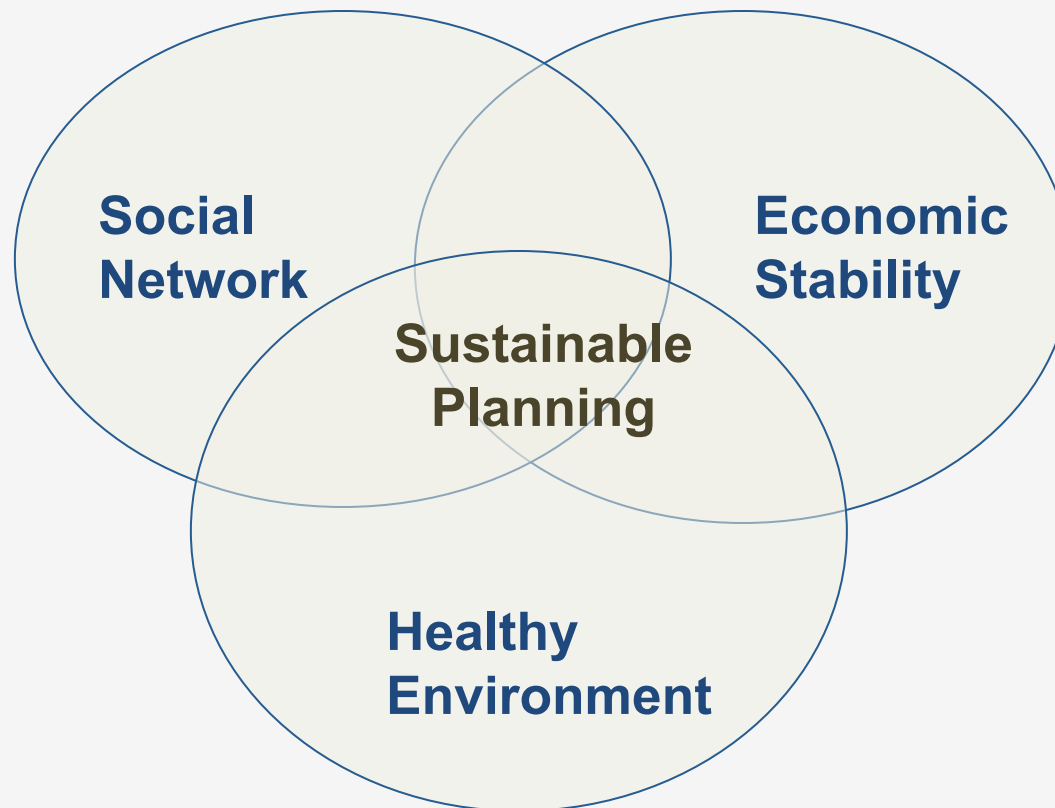 Social
Network
Economic
Stability
Sustainable
Planning
Healthy
Environment